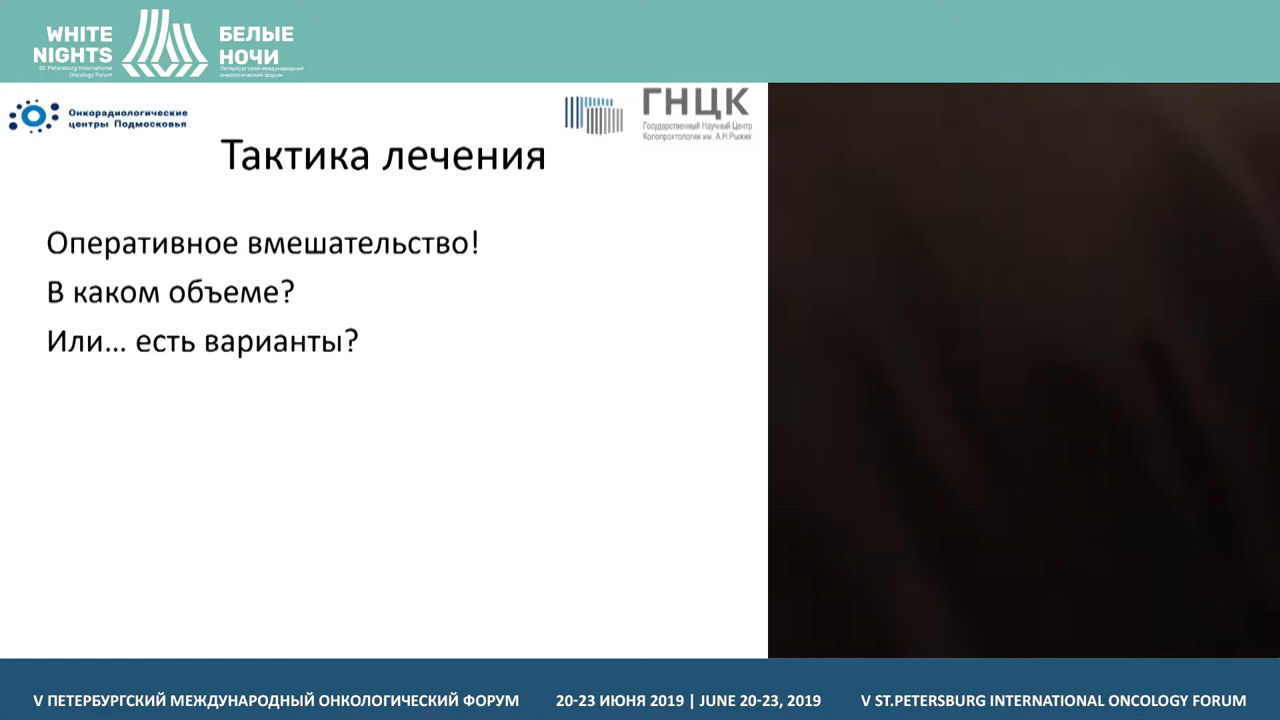 WHITE
NIGHTS
St. Petersburg International
Oncology Forum
БЕЛЫЕ
НОЧИ
Петербургский международный
онкологический форум
Онкорадиологические
центры Подмосковья
ГНЦК
Государственный Научный Центр
Колопроктологии им. А.Н.Рыжих
Тактика лечения
Оперативное вмешательство!
В каком объеме?
Или... есть варианты?
V ПЕТЕРБУРГСКИЙ МЕЖДУНАРОДНЫЙ ОНКОЛОГИЧЕСКИЙ ФОРУМ
20-23 ИЮНЯ 2019 | JUNE 20-23, 2019
V ST.PETERSBURG INTERNATIONAL ONCOLOGY FORUM